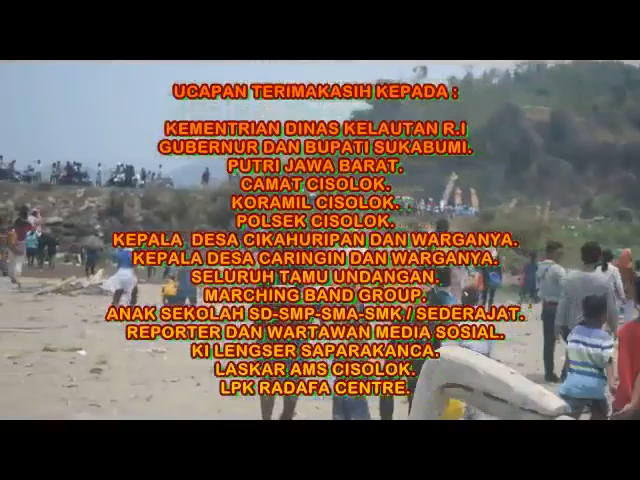 UCAPAN TERIMAKASIH KEPADA :
KEMENTRIAN DINAS KELAUTAN R.I
GUBERNUR DAN BUPATI SUKABUMI.
PUTRI JAWA BARAT.
CAMAT CISOLOK.
KORAMIL CISOLOK.
POLSEK CISOLOK.
KEPALA DESA CIKAHURIPAN DAN WARGANYA.
KEPALA DESA CARINGIN DAN WARGANYA.
SELURUH TAMU UNDANGAN.
MARCHING BAND GROUP.
ANAK SEKOLAH SD-SMP-SMA-SMK / SEDERAJAT.
REPORTER DAN WARTAWAN MEDIA SOSIAL.
KI LENGSER SAPARAKANCA.
LASKAR AMS CISOLOK.
LPK RADAFA CENTRE.